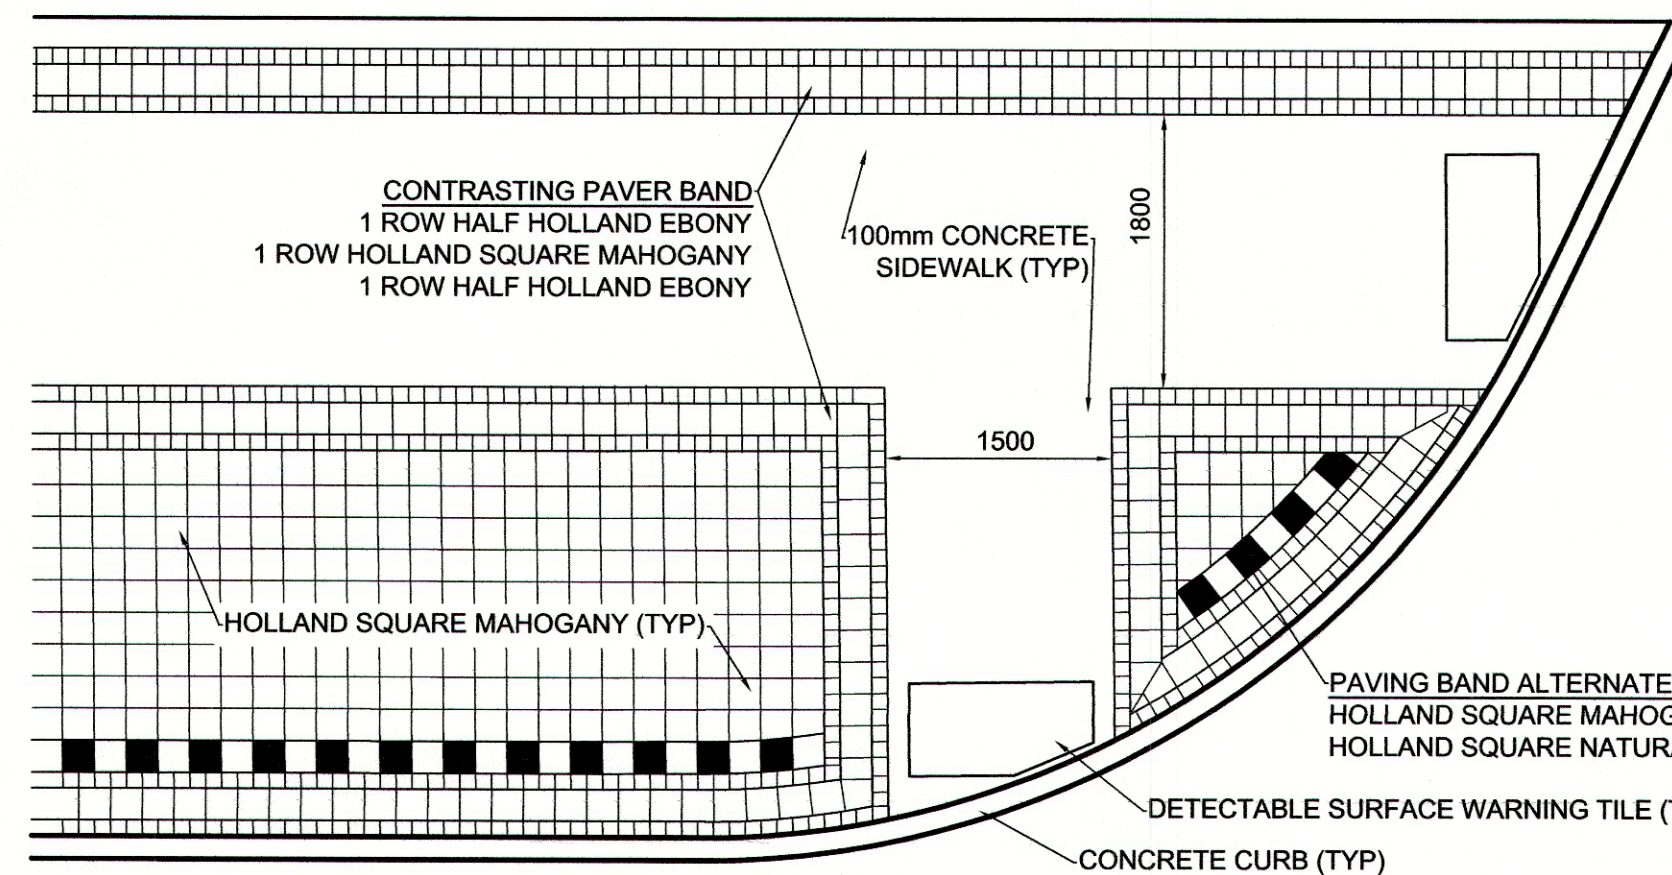 CONTRASTING PAVER BAND
1 ROW HALF HOLLAND EBONY
1 ROW HOLLAND SQUARE MAHOGANY
1 ROW HALF HOLLAND EBONY
100mm CONCRETE
SIDEWALK (TYP)
1800
1500
HOLLAND SQUARE MAHOGANY (TYP)
PAVING BAND ALTERNATE
HOLLAND SQUARE
HOLLAND SQUARE
DETECTABLE SURFACE WARNING TILE
CONCRETE CURB (TYP)